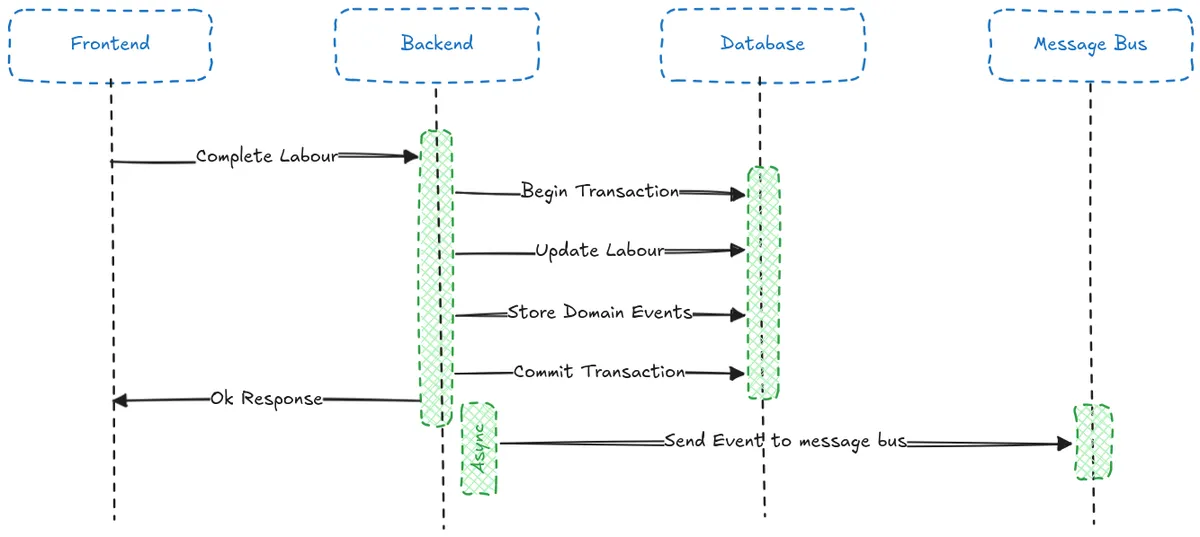 Frontend
Backend
Database
Message Bus
Complete Labour
Begin Transaction
Update Labour
Store Domain Events
Commit Transaction
Ok Response
Async
Send Event to message bus